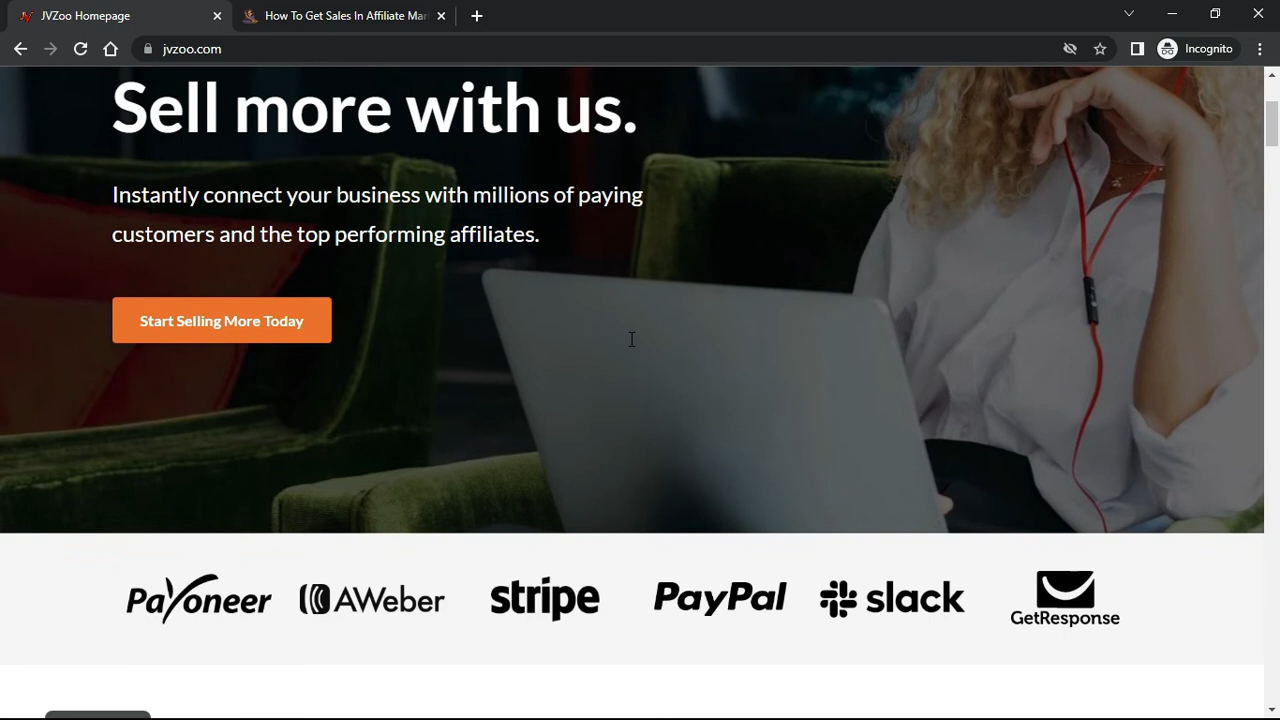 JVZoo Homepage
How To Get Sales In Affiliate Mar
jvzoo.com
Incognito
Sell more with us.
Instantly connect your business with millions of paying
customers and the top performing affiliates.
Start Selling More Today
Payoneer AWeber stripe PayPal slack GetResponse